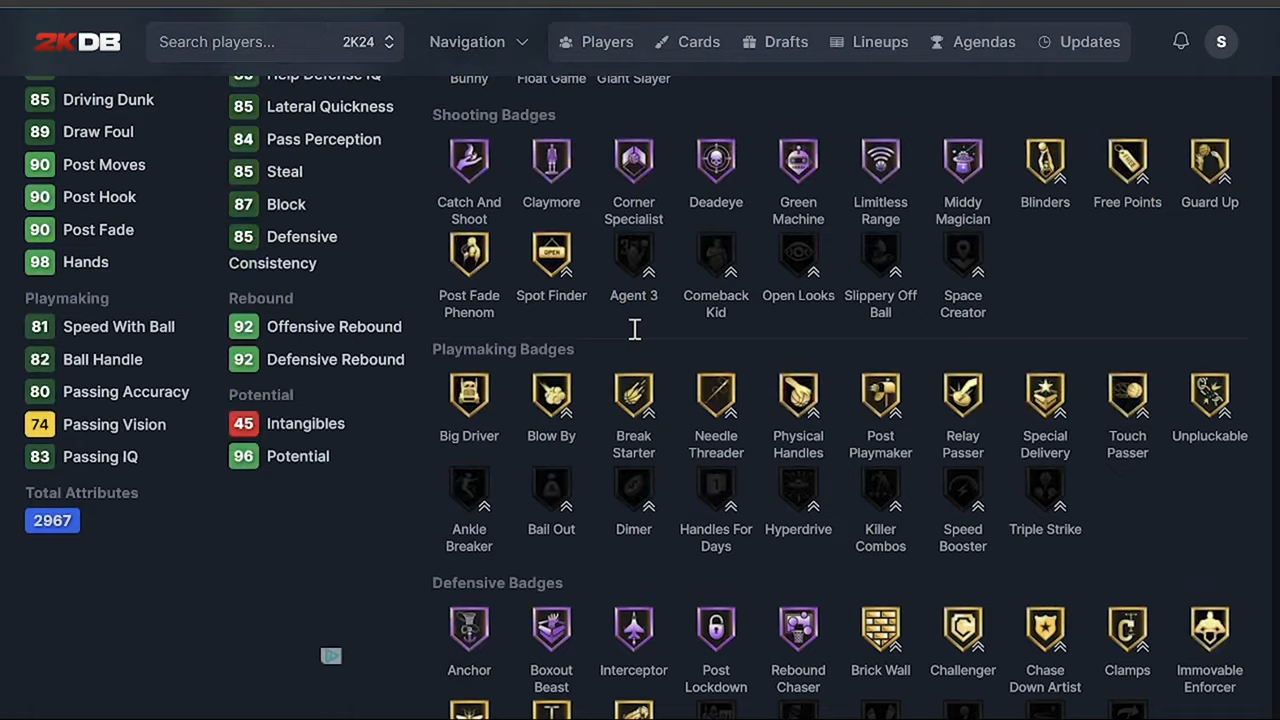 2KDB
Search players...
2K24
Navigation
Players
Cards
Drafts
Lineups
Agendas
Updates
S
85 Driving Dunk
89 Draw Foul
90 Post Moves
90 Post Hook
90 Post Fade
98 Hands
Playmaking
81 Speed With Ball
82 Ball Handle
80 Passing Accuracy
74 Passing Vision
83 Passing IQ
Total Attributes
2967
Help Defense IQ
85 Lateral Quickness
84 Pass Perception
85 Steal
87 Block
85 Defensive
Consistency
Rebound
92 Offensive Rebound
92 Defensive Rebound
Potential
45 Intangibles
96 Potential
Bunny
Float Game
Giant Slayer
Shooting Badges
Catch And
Shoot
Claymore
Corner
Specialist
Deadeye
Green
Machine
Limitless
Range
Middy
Magician
Blinders
Free Points
Guard Up
Post Fade
Phenom
OPEN
Spot Finder
Agent 3
Comeback
Kid
Open Looks
Slippery Off
Ball
Space
Creator
Playmaking Badges
Big Driver
Blow By
Break
Starter
Needle
Threader
Physical
Handles
Post
Playmaker
Relay
Passer
Special
Delivery
Touch
Passer
Unpluckable
Ankle
Breaker
Bail Out
Dimer
Handles For
Days
Hyperdrive
Killer
Combos
Speed
Booster
Triple Strike
Defensive Badges
Anchor
Boxout
Beast
Interceptor
Post
Lockdown
Rebound
Chaser
Brick Wall
Challenger
Chase
Down Artist
Clamps
Immovable
Enforcer